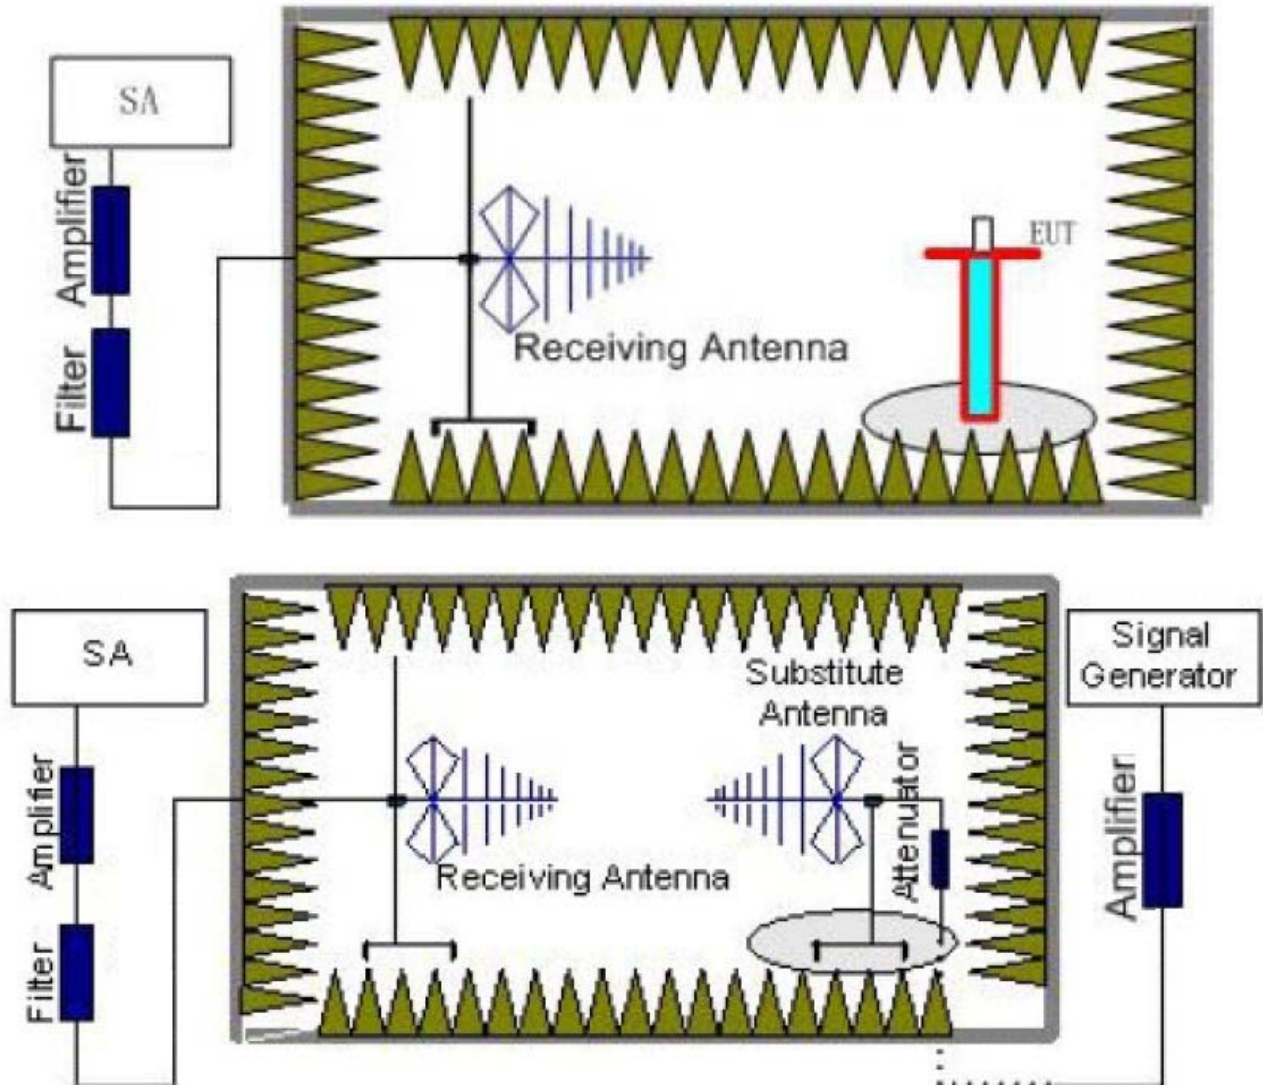 SA
Amplifier
Filter
EUT
Receiving Antenna
SA
Amplifier
Filter
Receiving Antenna
Substitute
Antenna
Attenuator
Signal
Generator
Amplifier